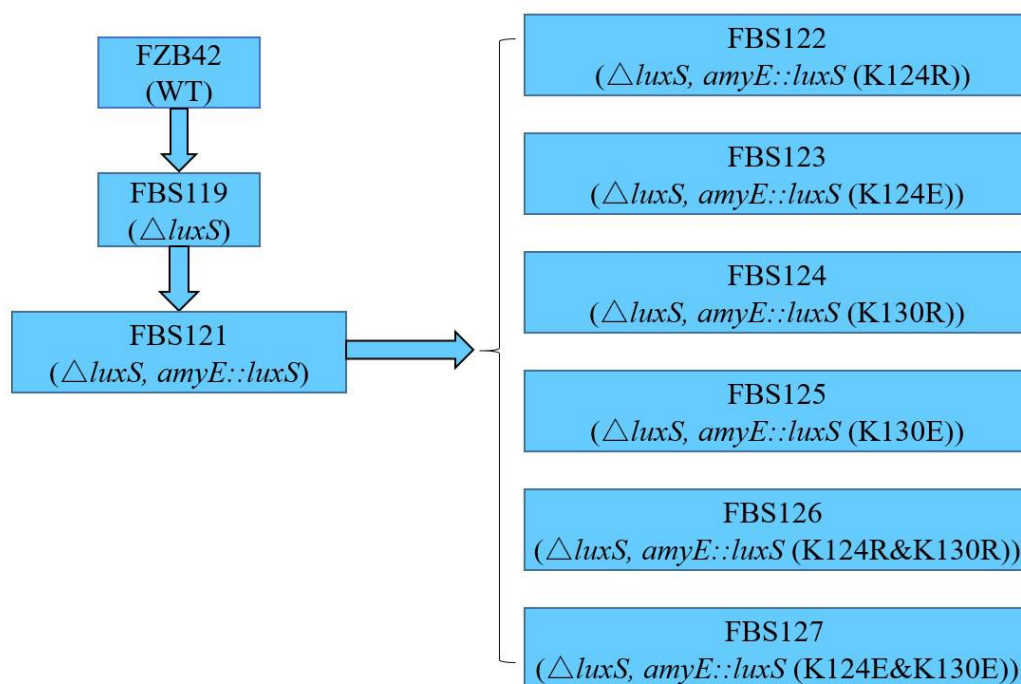 FZB42
(WT)
FBS119
(△luxS)
FBS121
(△luxS, amyE::luxS)
FBS122
(△luxS, amyE::luxS (K124R))
FBS123
(△luxS, amyE::luxS (K124E))
FBS124
(△luxS, amyE::luxS (K130R))
FBS125
(△luxS, amyE::luxS (K130E))
FBS126
(△luxS, amyE::luxS (K124R&K130R))
FBS127
(△luxS, amyE::luxS (K124E&K130E))